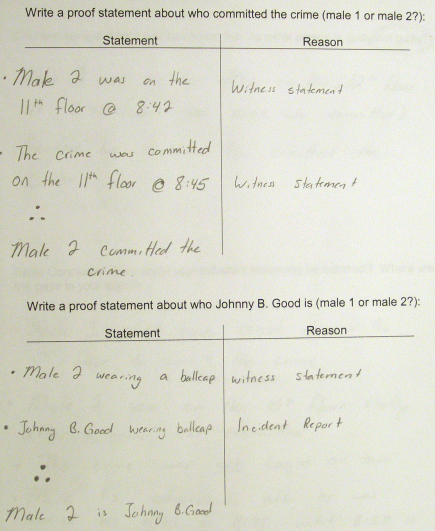 Write a proof statement about who committed the crime (male 1 or male 2?):
Statement Reason
• Male 2 was on the
11th floor @ 8:42 Witness statement
• The crime was committed
on the 11th floor @ 8:45 Witness Statement
∴
Male 2 committed the
crime.
Write a proof statement about who Johnny B. Good is (male 1 or male 2?):
Statement Reason
• Male 2 wearing a ballcap witness statement
• Johnny B. Good wearing ballcap Incident Report
∴
Male 2 is Johnny B. Good